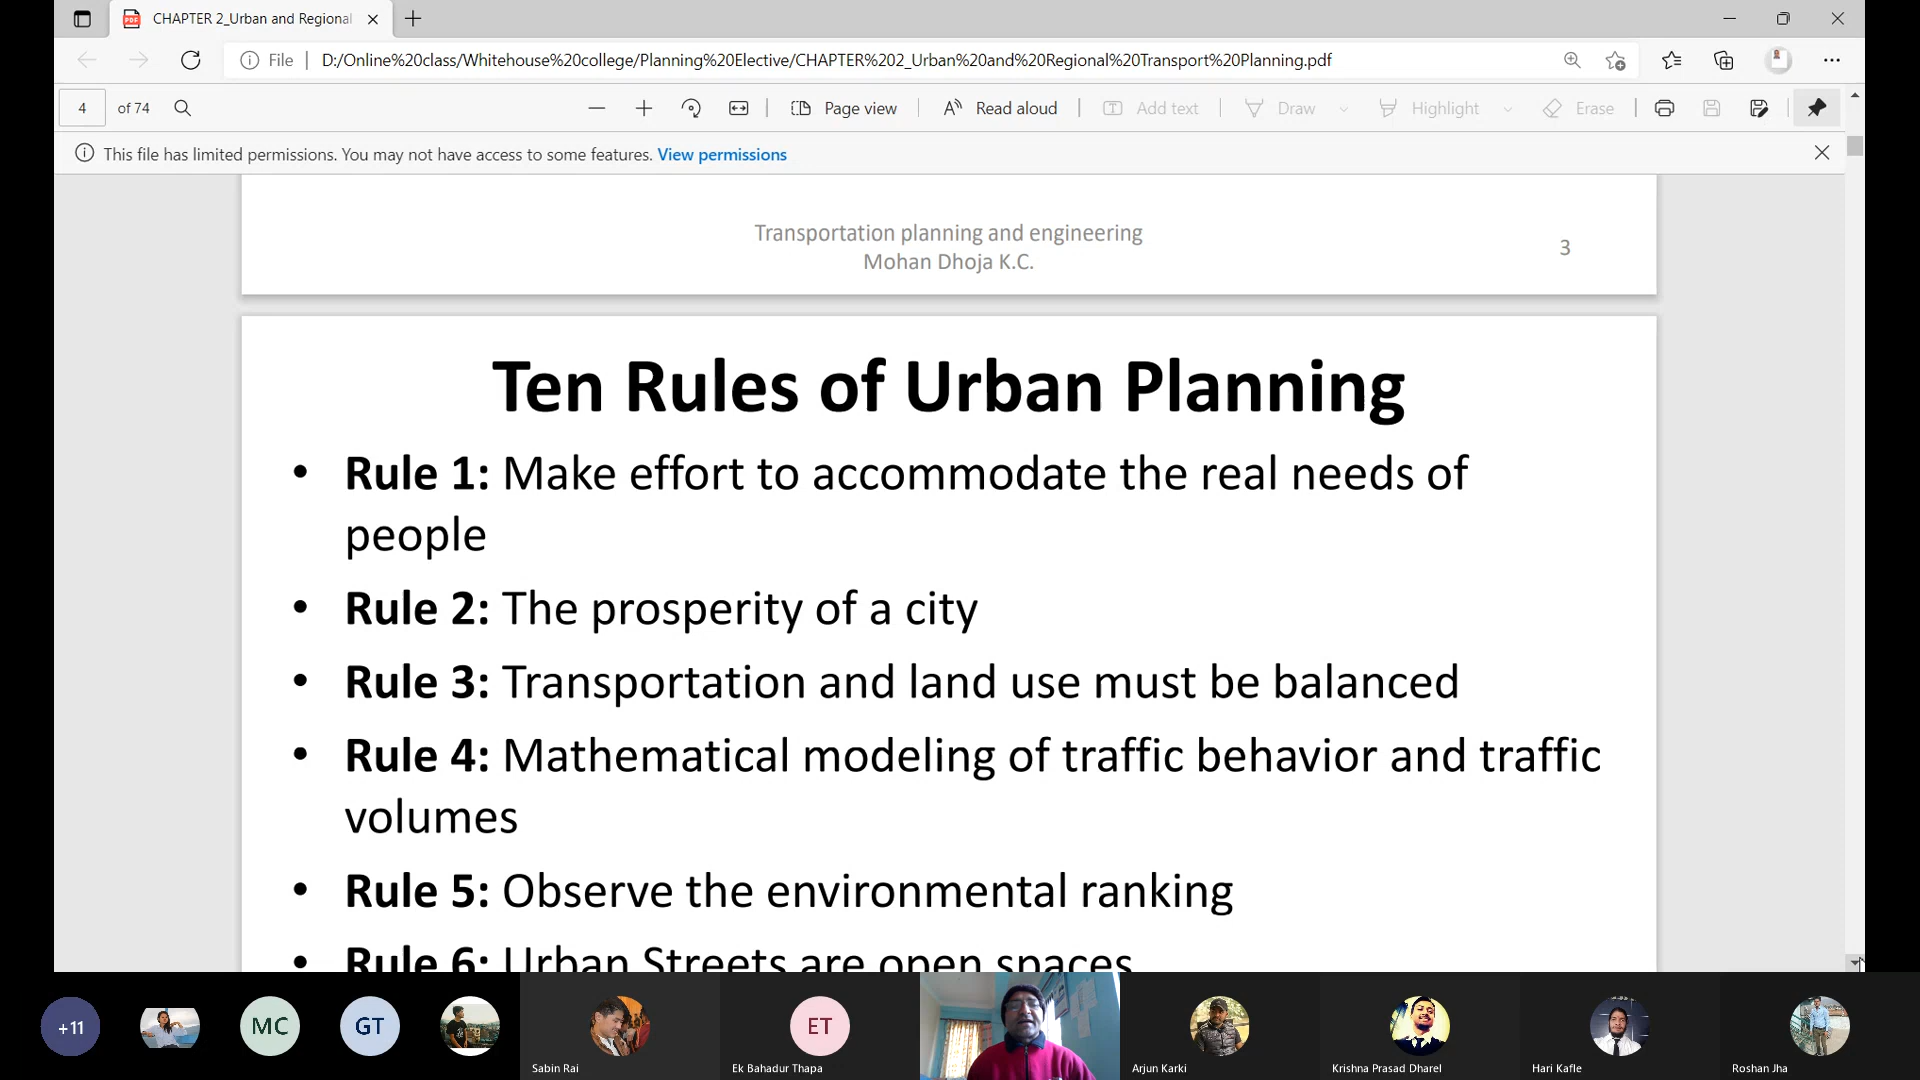 CHAPTER 2_Urban and Regional
File
D:/Online%20class/Whitehouse%20college/Planning%20Elective/CHAPTER%202_Urban%20and%20Regional%20Transport%20Planning.pdf
4 of 74
Page view
Read aloud
Add text
Draw
Highlight
Erase
This file has limited permissions. You may not have access to some features. View permissions
Transportation planning and engineering
Mohan Dhoja K.C.
3
Ten Rules of Urban Planning
• Rule 1: Make effort to accommodate the real needs of
people
• Rule 2: The prosperity of a city
• Rule 3: Transportation and land use must be balanced
• Rule 4: Mathematical modeling of traffic behavior and traffic
volumes
• Rule 5: Observe the environmental ranking
• Rule 6: Urban Streets are open spaces
+11
MC
GT
ET
Sabin Rai
Ek Bahadur Thapa
Arjun Karki
Krishna Prasad Dharel
Hari Kafle
Roshan Jha